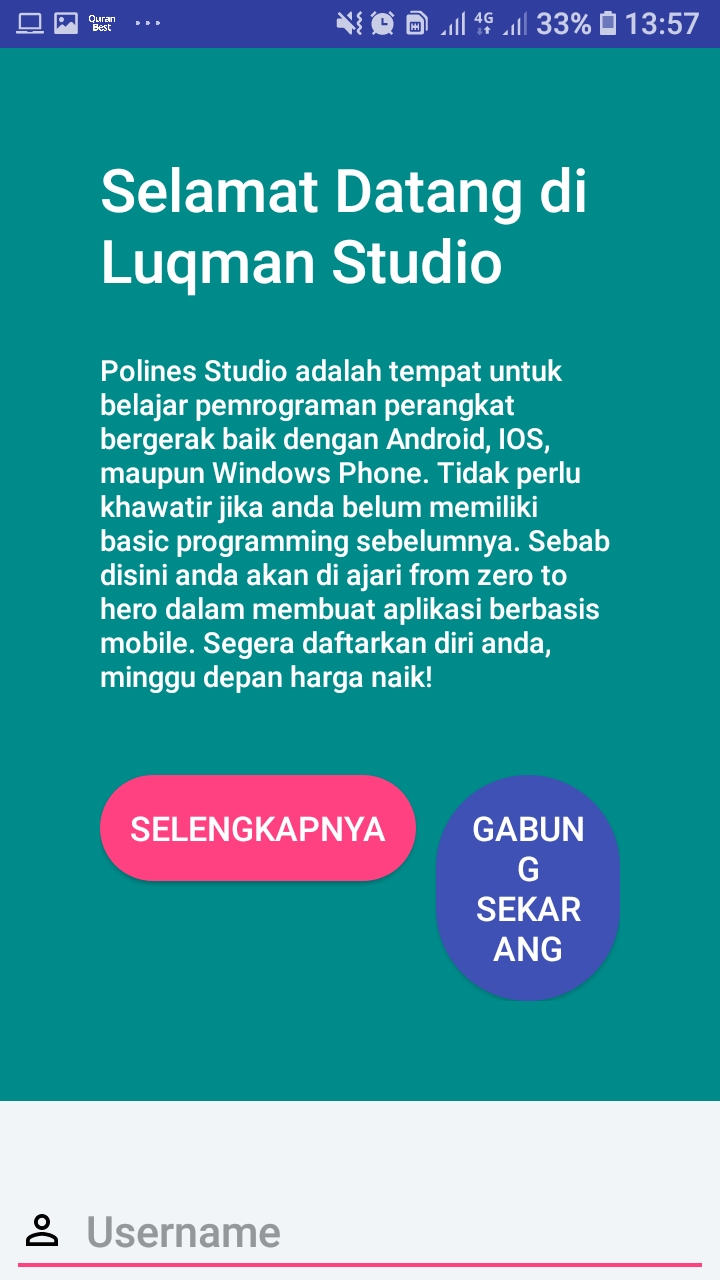 Quran
Best
4G
33%
13:57
Selamat Datang di
Luqman Studio
Polines Studio adalah tempat untuk
belajar pemrograman perangkat
bergerak baik dengan Android, IOS,
maupun Windows Phone. Tidak perlu
khawatir jika anda belum memiliki
basic programming sebelumnya. Sebab
disini anda akan di ajari from zero to
hero dalam membuat aplikasi berbasis
mobile. Segera daftarkan diri anda,
minggu depan harga naik!
SELENGKAPNYA
GABUN
G
SEKAR
ANG
Username